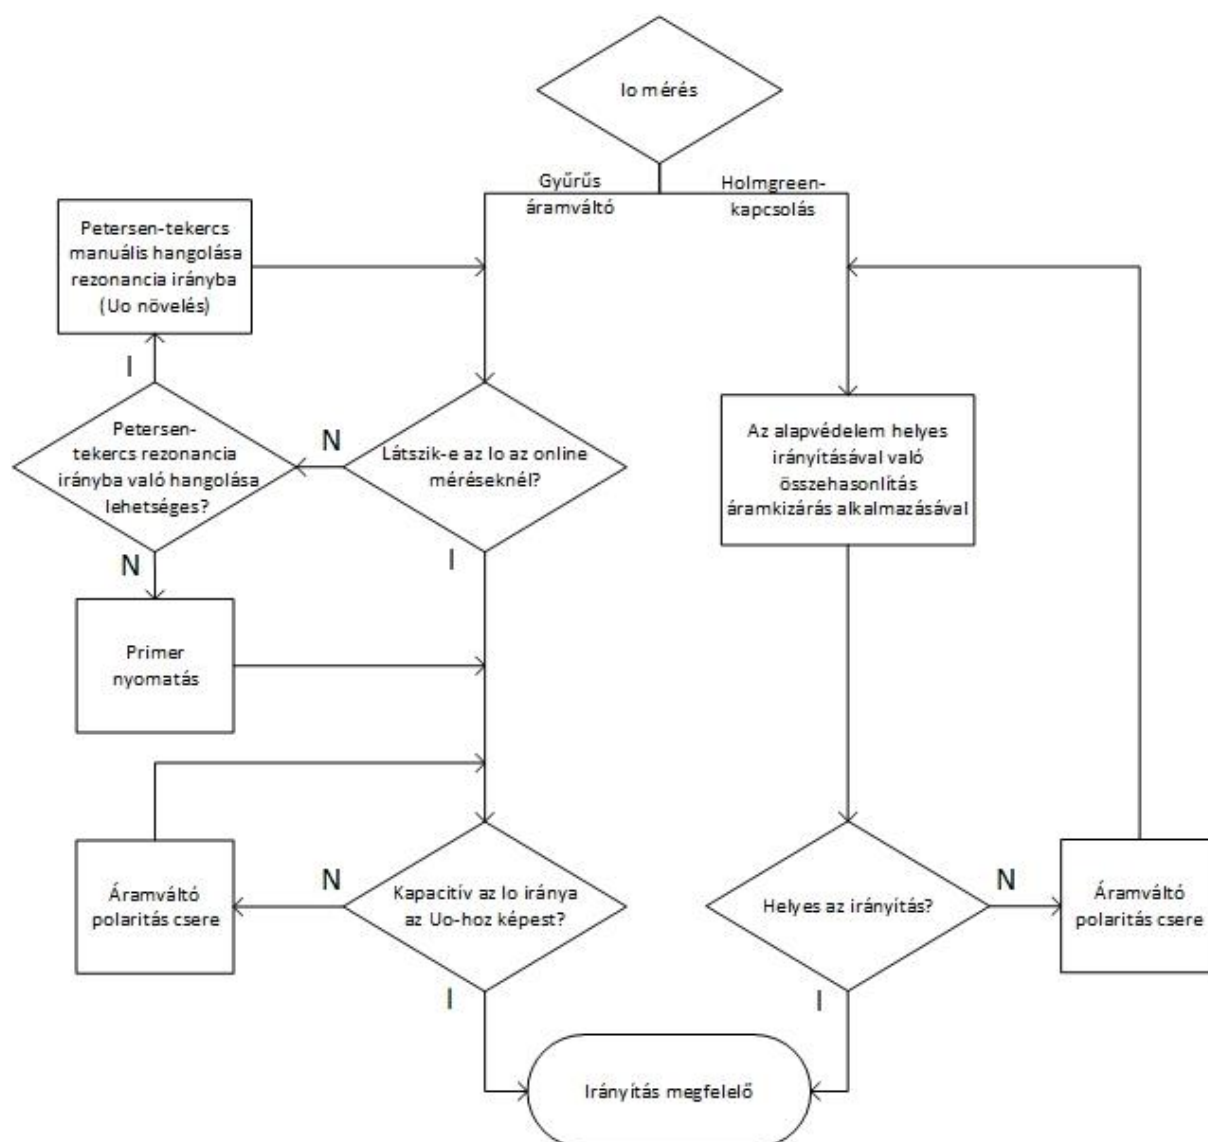 Io mérés
Gyűrűs
áramváltó
Holmgreen-
kapcsolás
Petersen-tekercs
manuális hangolása
rezonancia irányba
(Uo növelés)
I
Petersen-
tekercs rezonancia
irányba való hangolása
lehetséges?
N
Látszik-e az Io az online
méréseknél?
Az alapvédelem helyes
irányításával való
összehasonlítás
áramkizárás alkalmazásával
N
I
Primer
nyomatás
Áramváltó
polaritás csere
N
Kapacitív az Io iránya
az Uo-hoz képest?
Helyes az irányítás?
N
Áramváltó
polaritás csere
I
I
Irányítás megfelelő